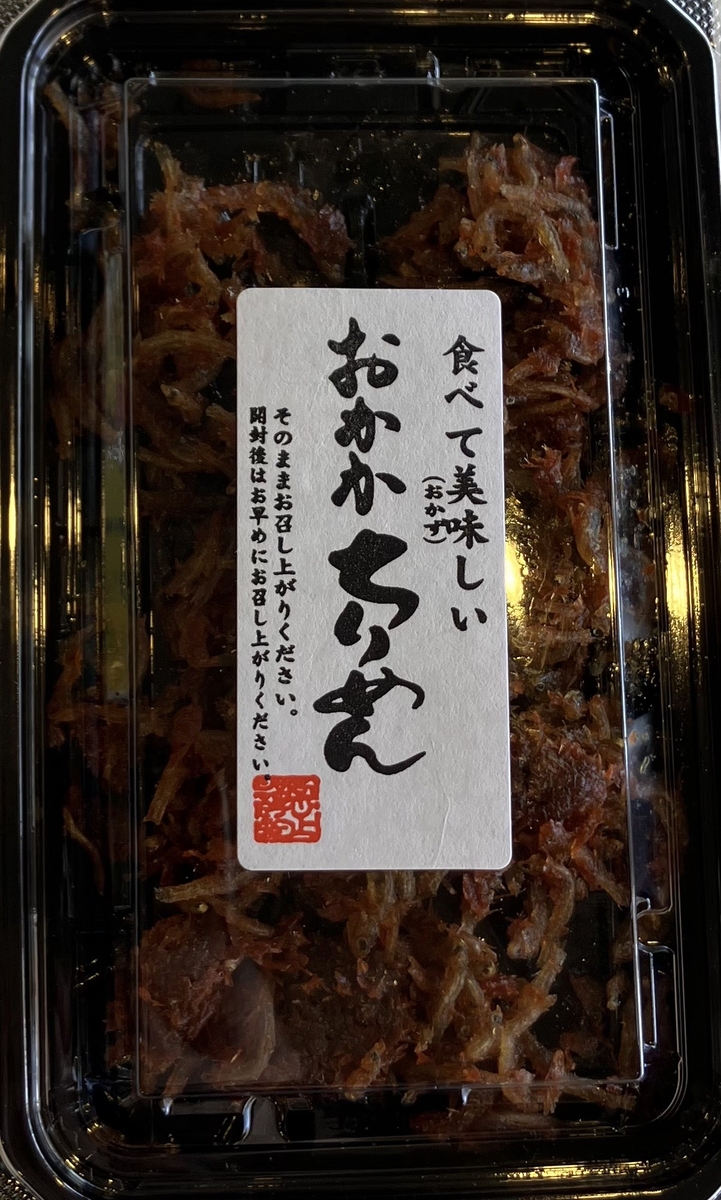 食べて美味しい
(おかず)
おかかちりめん
そのままお召し上がりください。
開封後はお早めにお召し上がりください。